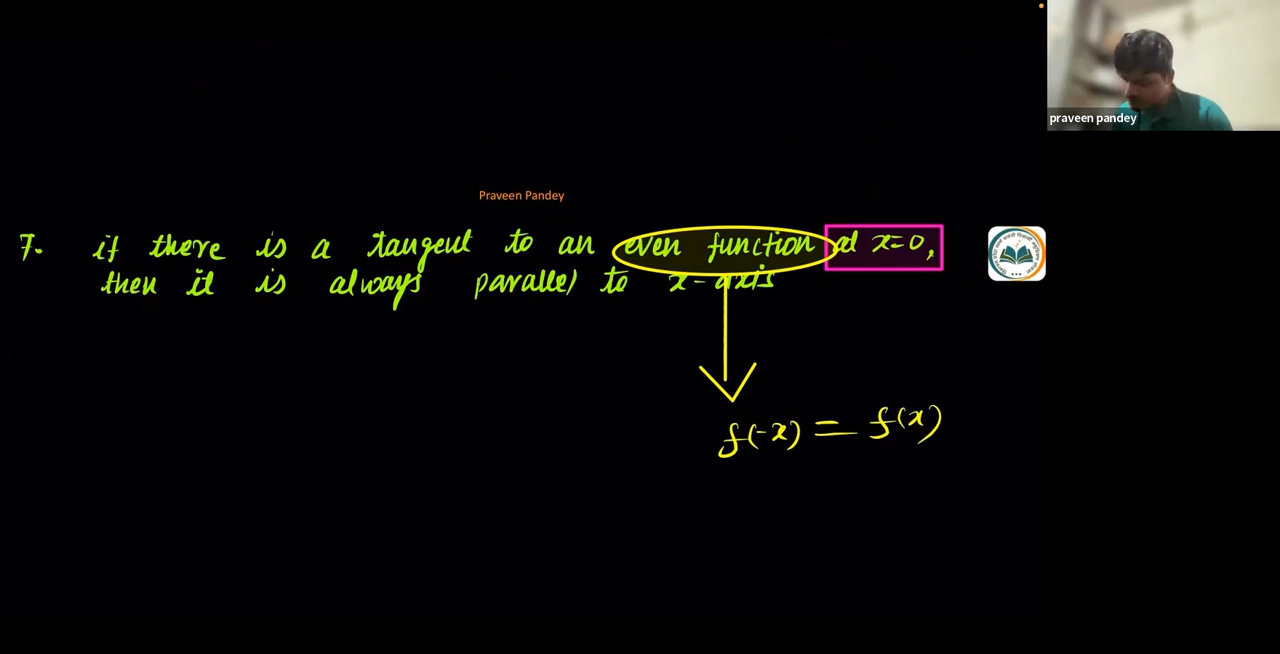 praveen pandey
Praveen Pandey
7. if there is a tangent to an even function at x=0,
then it is always parallel to x-axis
f(-x) = f(x)